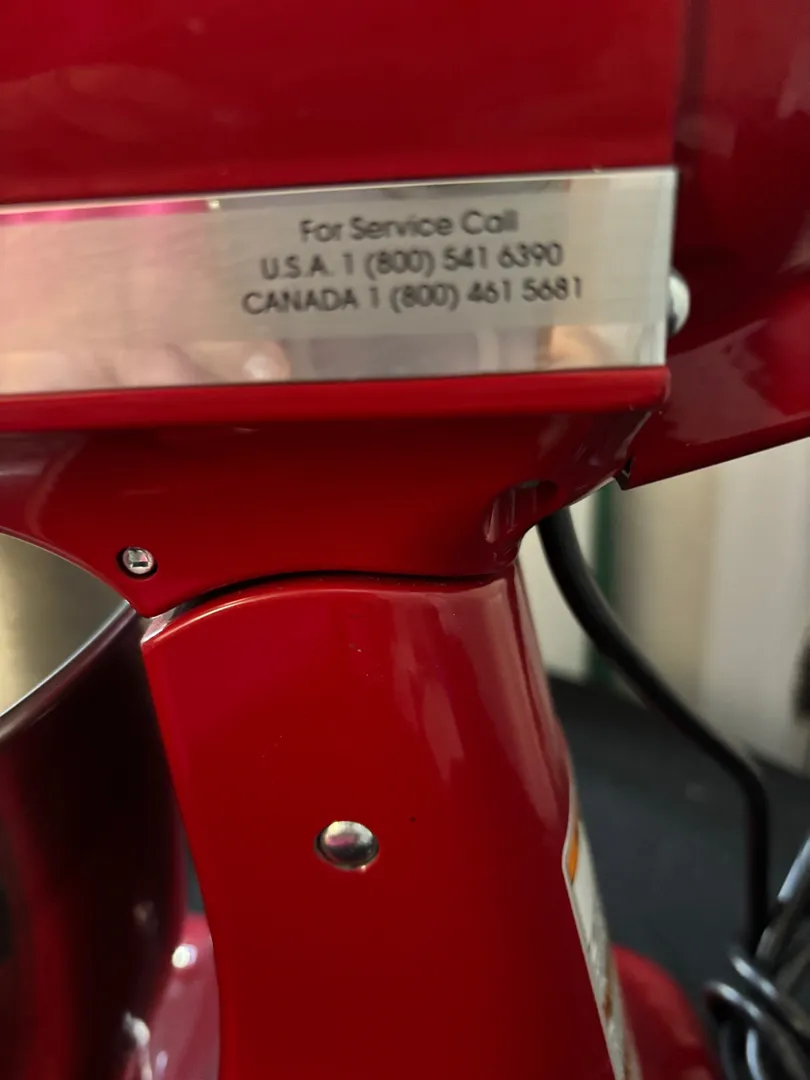 For Service Call
U.S.A. 1 (800) 541 6390
CANADA 1 (800) 461 5681